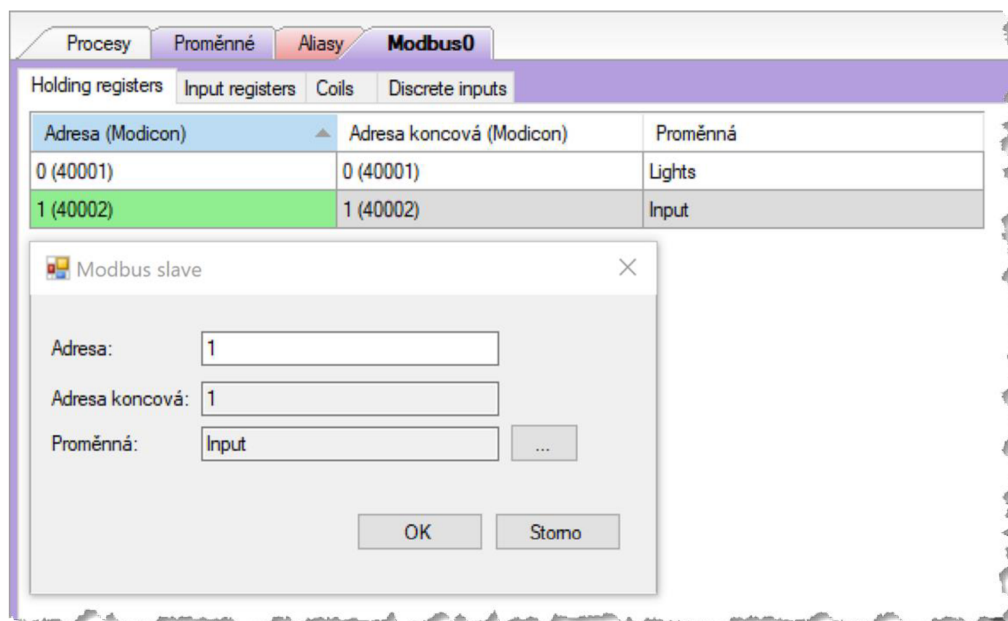 Procesy Proměnné Aliasy Modbus0
Holding registers Input registers Coils Discrete inputs
Adresa (Modicon) Adresa koncová (Modicon) Proměnná
0 (40001) 0 (40001) Lights
1 (40002) 1 (40002) Input
Modbus slave
Adresa: 1
Adresa koncová: 1
Proměnná: Input ...
OK Storno